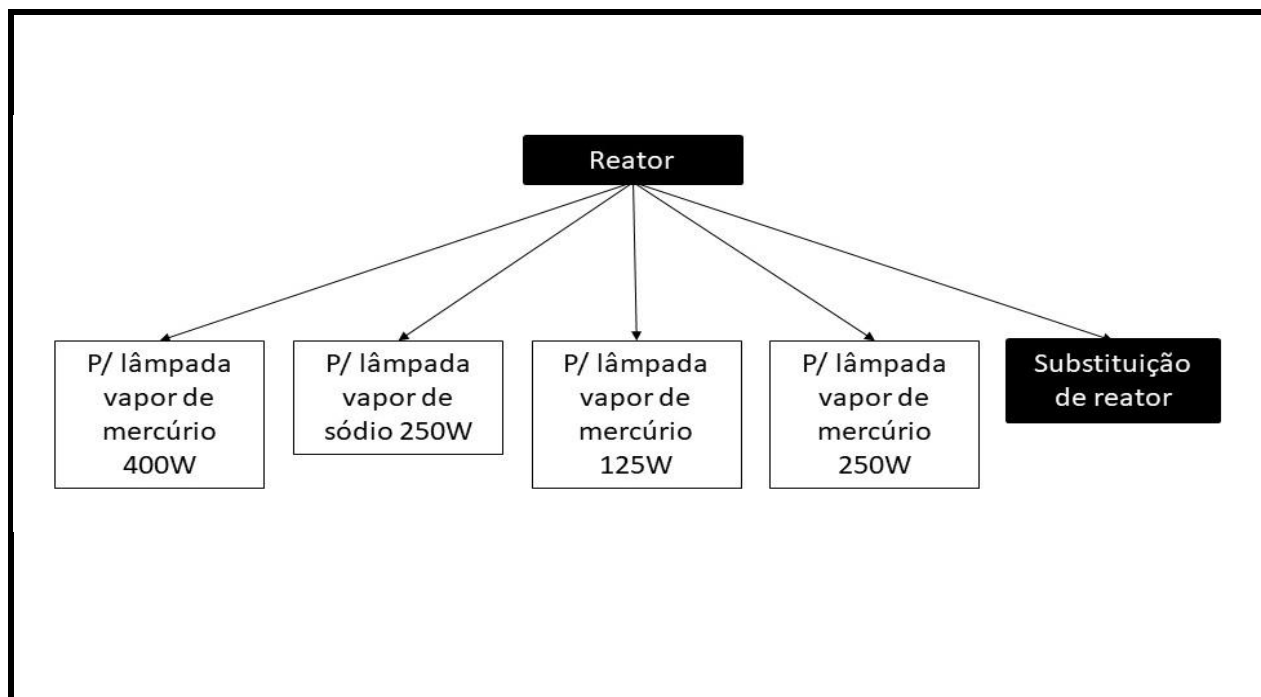 Reator
P/ lâmpada
vapor de
mercúrio
400W
P/ lâmpada
vapor de
sódio 250W
P/ lâmpada
vapor de
mercúrio
125W
P/ lâmpada
vapor de
mercúrio
250W
Substituição
de reator